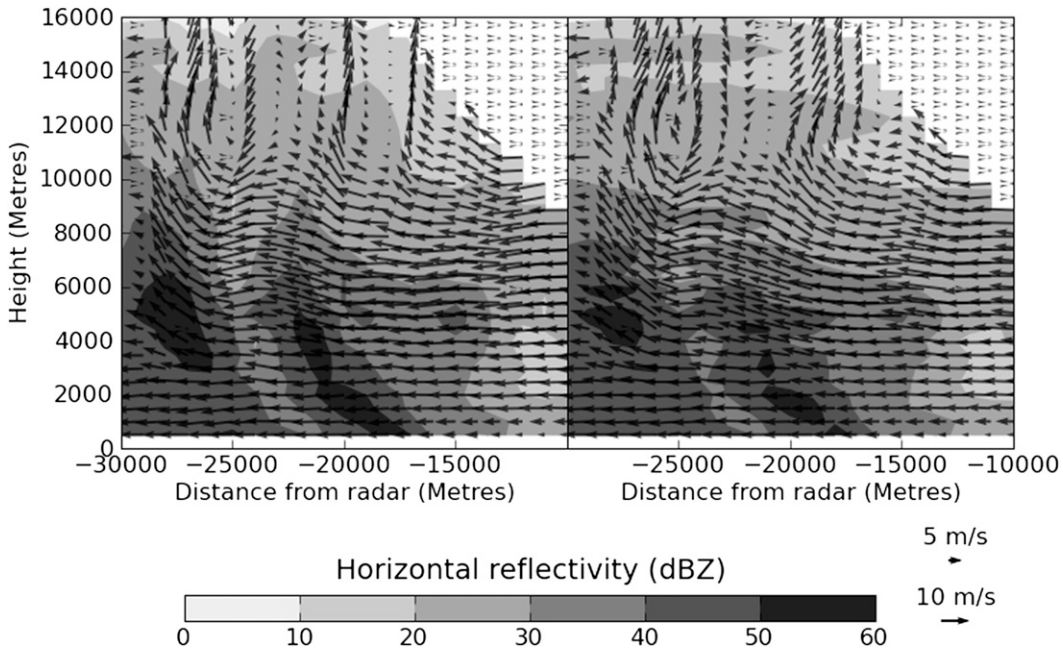 16000
14000
12000
10000
8000
6000
4000
2000
0
Height (Metres)
−30000 −25000 −20000 −15000
−25000 −20000 −15000 −10000
Distance from radar (Metres)
Distance from radar (Metres)
5 m/s
Horizontal reflectivity (dBZ)
10 m/s
0 10 20 30 40 50 60